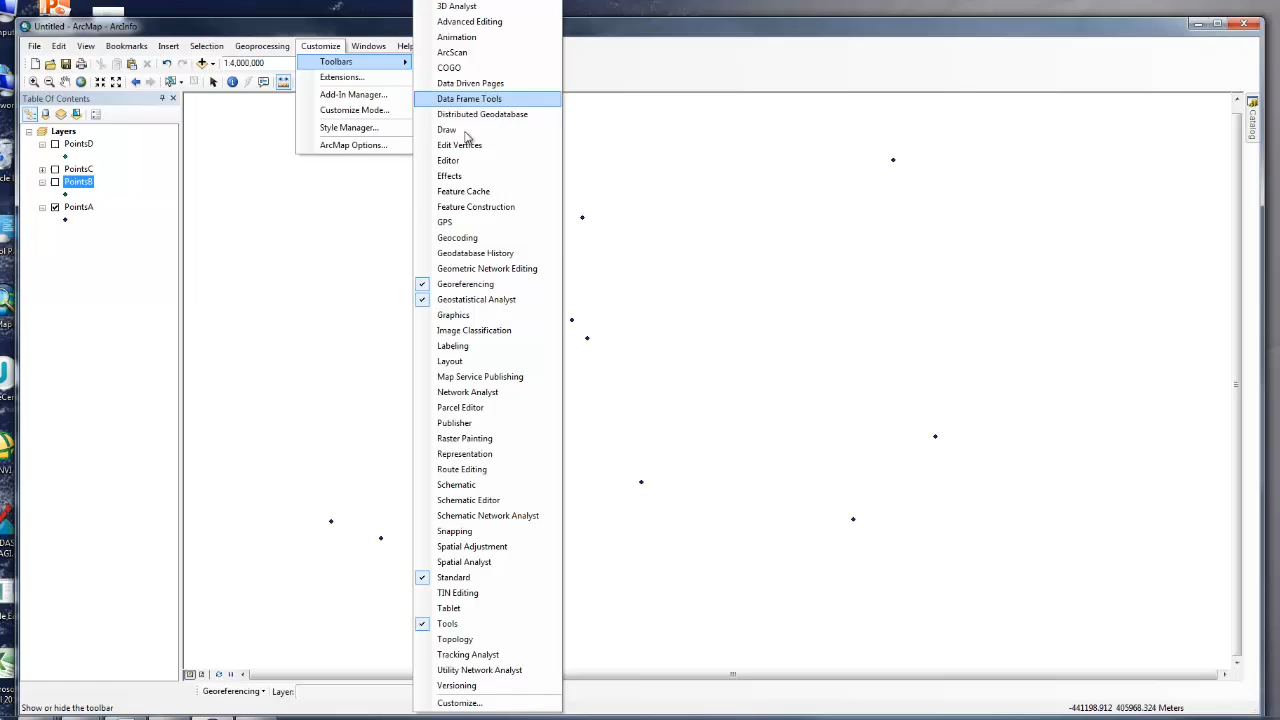 Untitled - ArcMap - ArcInfo
File Edit View Bookmarks Insert Selection Geoprocessing Customize Windows Help
1:4,000,000
Table Of Contents
Layers
PointsD
PointsC
PointsB
PointsA
Toolbars
Extensions...
Add-In Manager...
Customize Mode...
Style Manager...
ArcMap Options...
3D Analyst
Advanced Editing
Animation
ArcScan
COGO
Data Driven Pages
Data Frame Tools
Distributed Geodatabase
Draw
Edit Vertices
Editor
Effects
Feature Cache
Feature Construction
GPS
Geocoding
Geodatabase History
Geometric Network Editing
Georeferencing
Geostatistical Analyst
Graphics
Image Classification
Labeling
Layout
Map Service Publishing
Network Analyst
Parcel Editor
Publisher
Raster Painting
Representation
Route Editing
Schematic
Schematic Editor
Schematic Network Analyst
Snapping
Spatial Adjustment
Spatial Analyst
Standard
TIN Editing
Tablet
Tools
Topology
Tracking Analyst
Utility Network Analyst
Versioning
Customize...
Catalog
Georeferencing Layer:
Show or hide the toolbar
-441198.912 405968.324 Meters